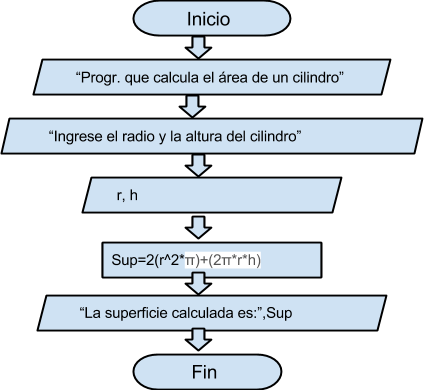 Inicio
“Progr. que calcula el área de un cilindro”
“Ingrese el radio y la altura del cilindro”
r, h
Sup=2(r^2*π)+(2π*r*h)
“La superficie calculada es:”,Sup
Fin